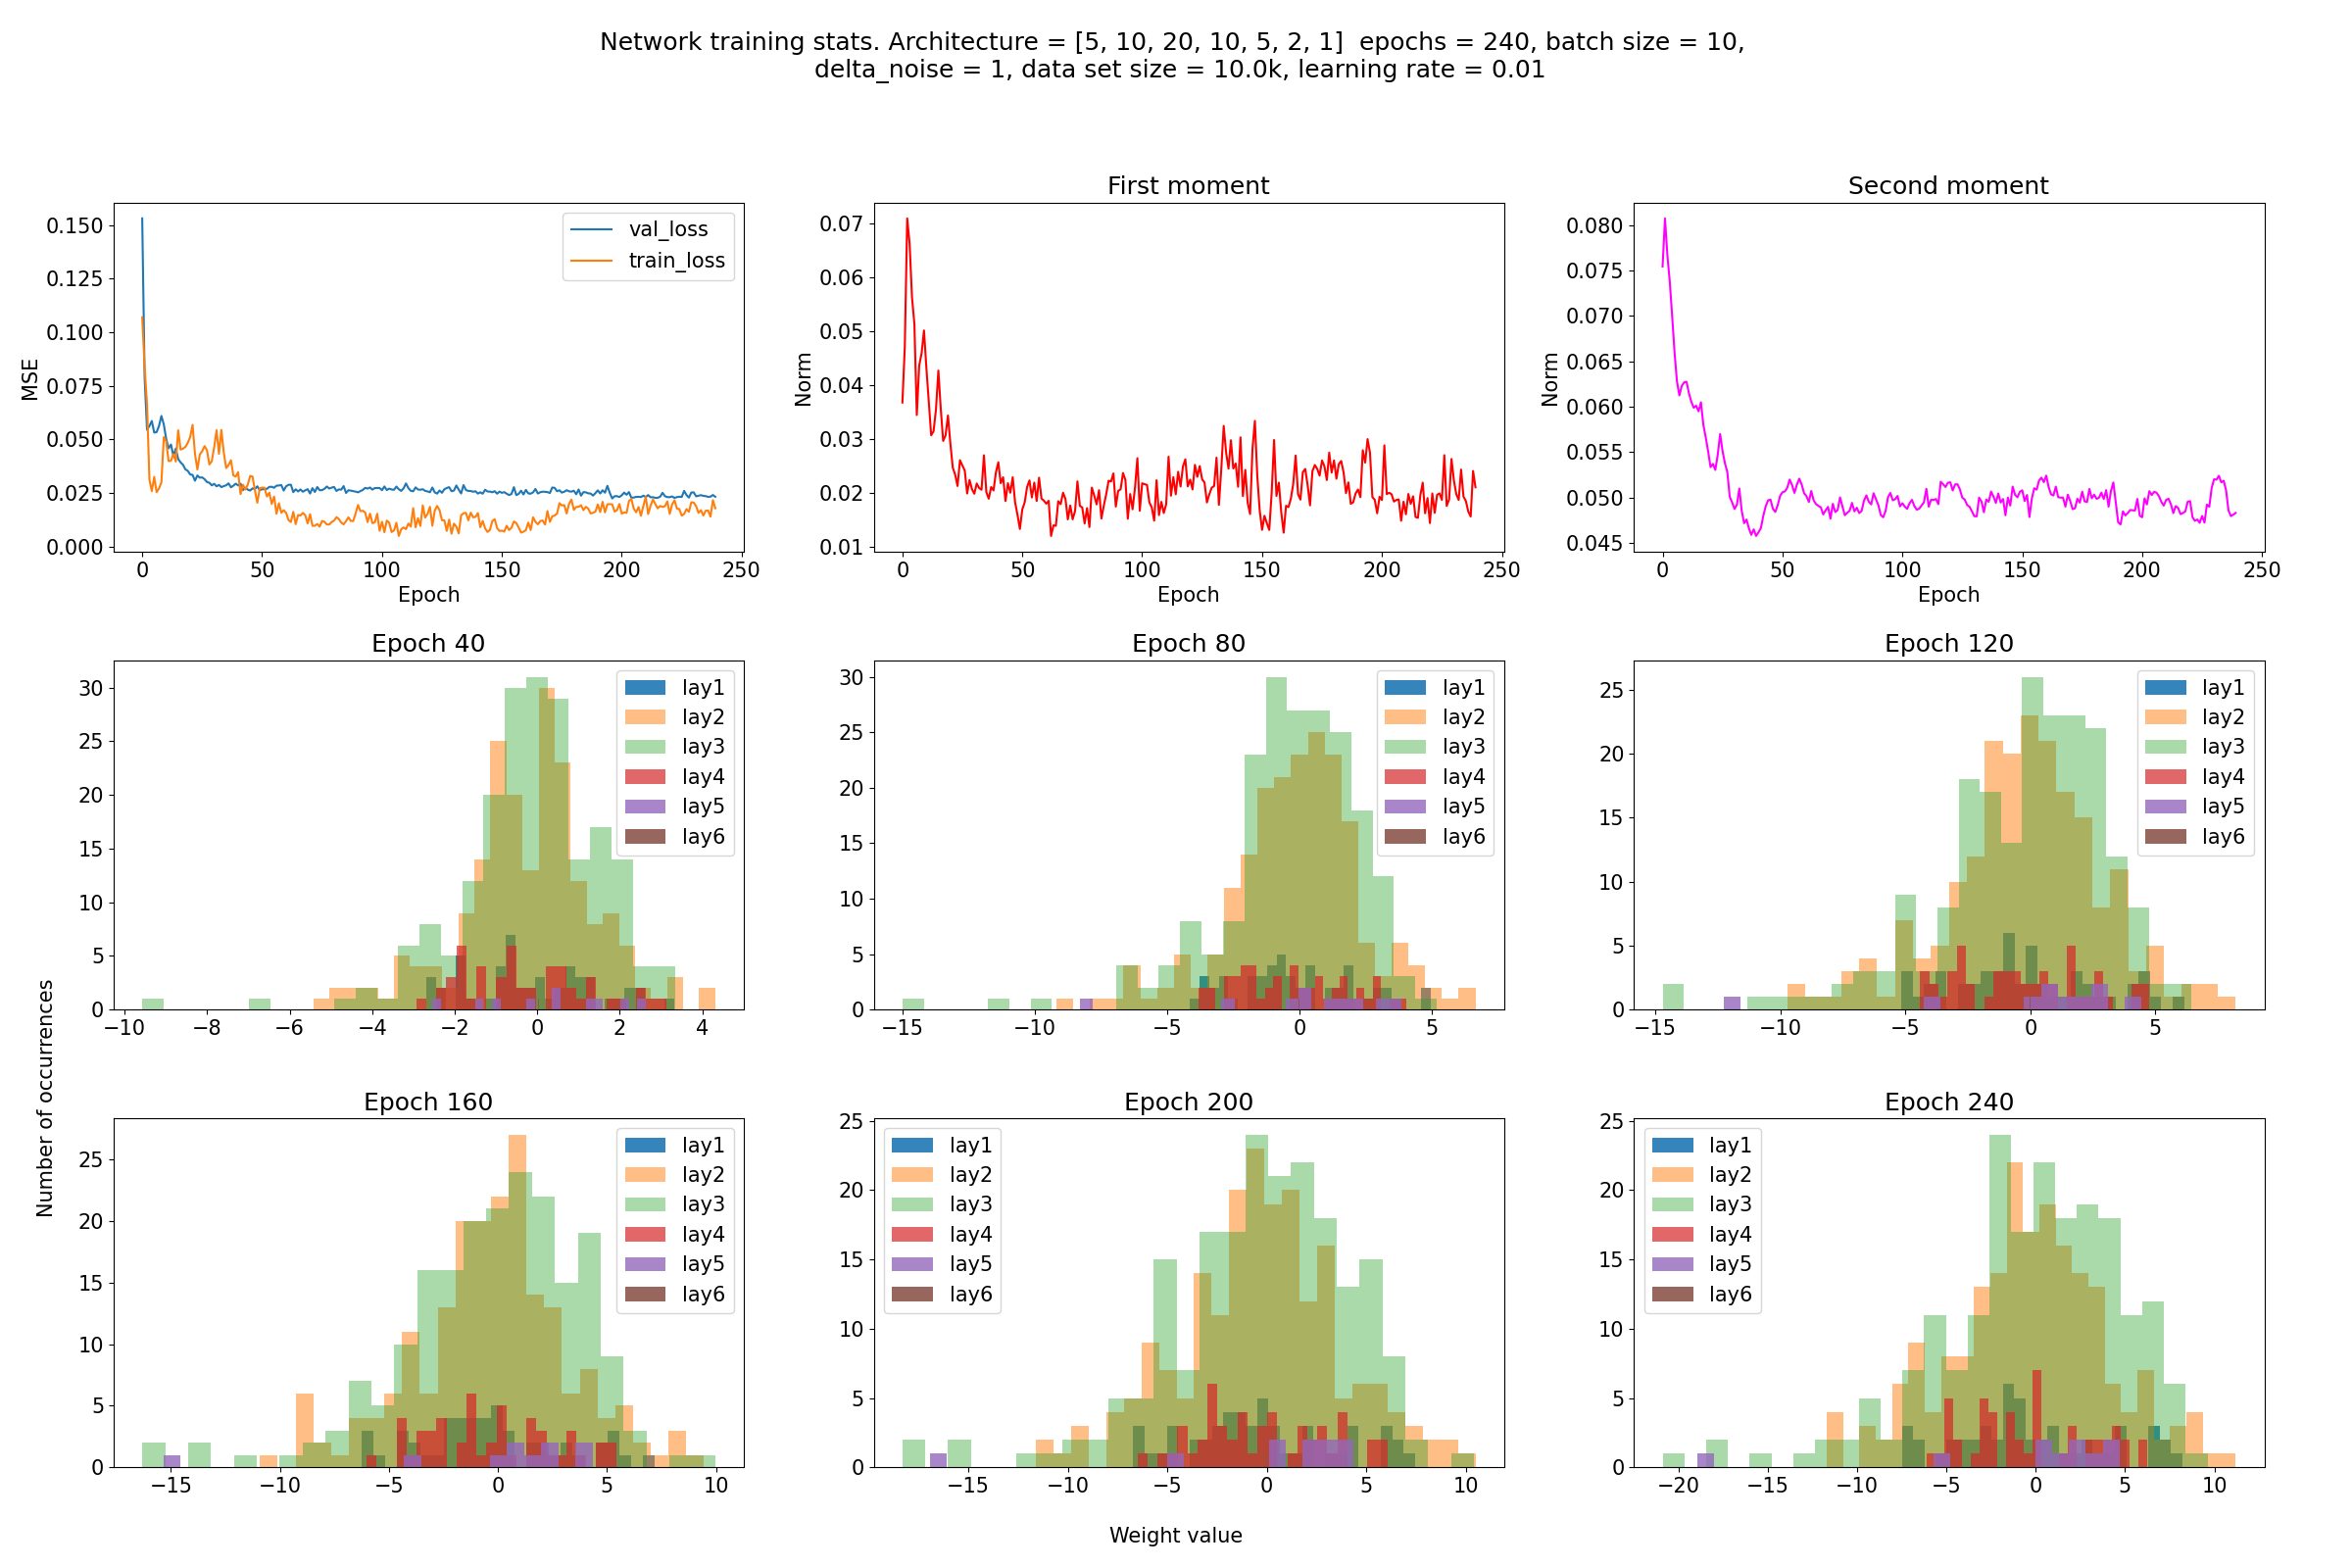 Network training stats. Architecture = [5, 10, 20, 10, 5, 2, 1]  epochs = 240, batch size = 10,
delta_noise = 1, data set size = 10.0k, learning rate = 0.01
MSE
0.150
0.125
0.100
0.075
0.050
0.025
0.000
val_loss
train_loss
0 50 100 150 200 250
Epoch
First moment
Norm
0.07
0.06
0.05
0.04
0.03
0.02
0.01
0 50 100 150 200 250
Epoch
Second moment
Norm
0.080
0.075
0.070
0.065
0.060
0.055
0.050
0.045
0 50 100 150 200 250
Epoch
Number of occurrences
Epoch 40
30
25
20
15
10
5
0
lay1
lay2
lay3
lay4
lay5
lay6
−10 −8 −6 −4 −2 0 2 4
Epoch 80
30
25
20
15
10
5
0
lay1
lay2
lay3
lay4
lay5
lay6
−15 −10 −5 0 5
Epoch 120
25
20
15
10
5
0
lay1
lay2
lay3
lay4
lay5
lay6
−15 −10 −5 0 5
Epoch 160
25
20
15
10
5
0
lay1
lay2
lay3
lay4
lay5
lay6
−15 −10 −5 0 5 10
Epoch 200
25
20
15
10
5
0
lay1
lay2
lay3
lay4
lay5
lay6
−15 −10 −5 0 5 10
Epoch 240
25
20
15
10
5
0
lay1
lay2
lay3
lay4
lay5
lay6
−20 −15 −10 −5 0 5 10
Weight value